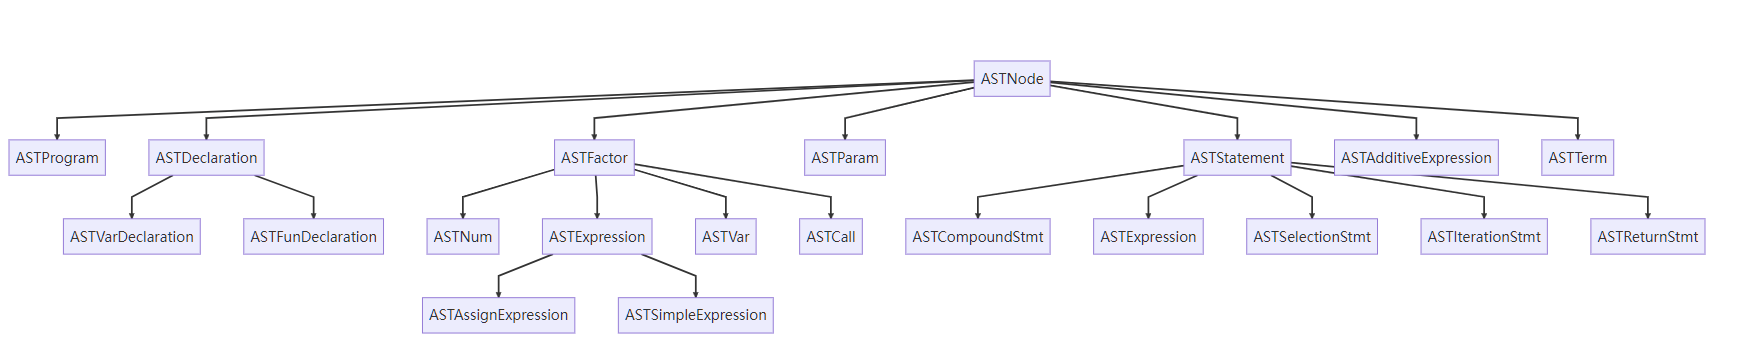 ASTNode
ASTProgram
ASTDeclaration
ASTFactor
ASTParam
ASTStatement
ASTAdditiveExpression
ASTTerm
ASTVarDeclaration
ASTFunDeclaration
ASTNum
ASTExpression
ASTVar
ASTCall
ASTCompoundStmt
ASTExpression
ASTSelectionStmt
ASTIterationStmt
ASTReturnStmt
ASTAssignExpression
ASTSimpleExpression